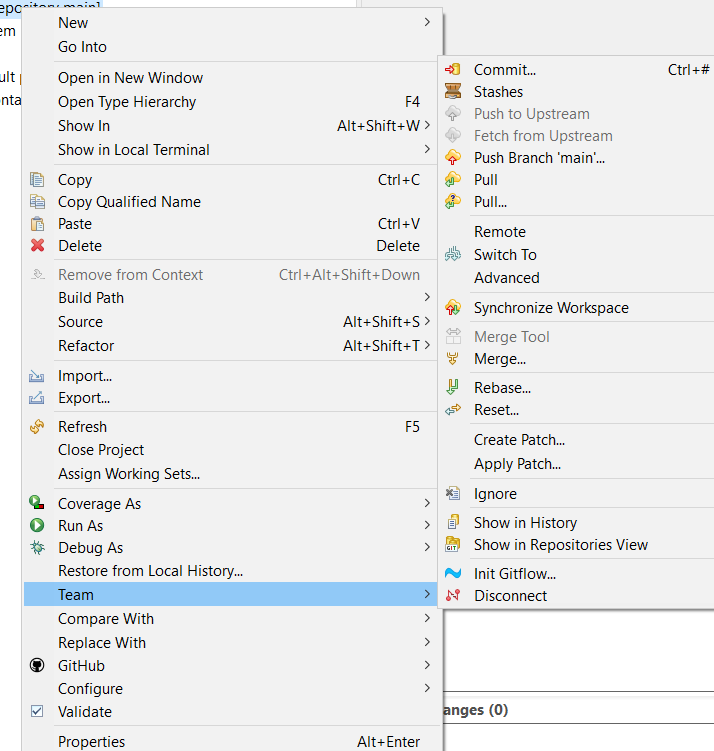 epository main]
em
ult
onta
New
Go Into
Open in New Window
Open Type Hierarchy F4
Show In Alt+Shift+W
Show in Local Terminal
Copy Ctrl+C
Copy Qualified Name
Paste Ctrl+V
Delete Delete
Remove from Context Ctrl+Alt+Shift+Down
Build Path
Source Alt+Shift+S
Refactor Alt+Shift+T
Import...
Export...
Refresh F5
Close Project
Assign Working Sets...
Coverage As
Run As
Debug As
Restore from Local History...
Team
Compare With
Replace With
GitHub
Configure
Validate
Properties Alt+Enter
Commit... Ctrl+#
Stashes
Push to Upstream
Fetch from Upstream
Push Branch 'main'...
Pull
Pull...
Remote
Switch To
Advanced
Synchronize Workspace
Merge Tool
Merge...
Rebase...
Reset...
Create Patch...
Apply Patch...
Ignore
Show in History
GIT Show in Repositories View
Init Gitflow...
Disconnect
anges (0)